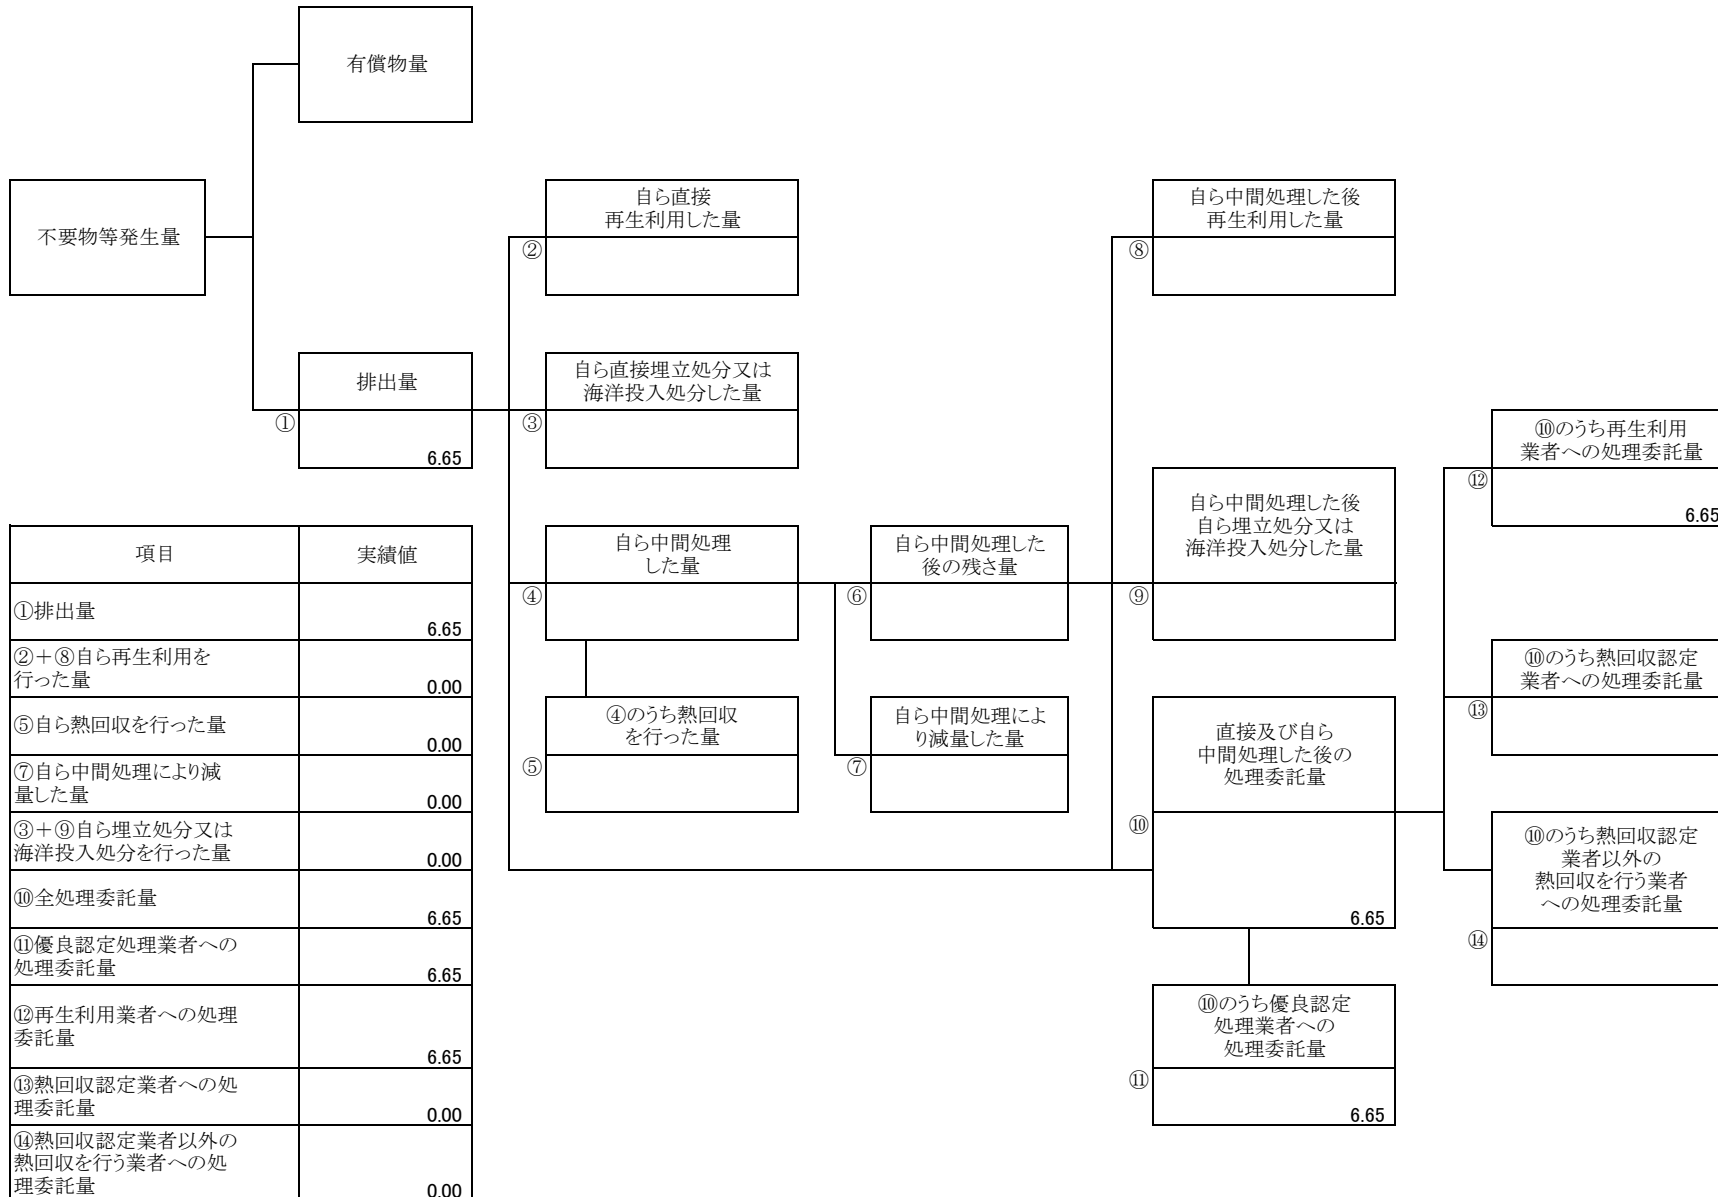 有償物量
不要物等発生量
自ら直接
再生利用した量
②
自ら中間処理した後
再生利用した量
⑧
排出量
①
6.65
自ら直接埋立処分又は
海洋投入処分した量
③
⑩のうち再生利用
業者への処理委託量
⑫
6.65
自ら中間処理した後
自ら埋立処分又は
海洋投入処分した量
⑨
自ら中間処理
した量
④
自ら中間処理した
後の残さ量
⑥
④のうち熱回収
を行った量
⑤
自ら中間処理によ
り減量した量
⑦
直接及び自ら
中間処理した後の
処理委託量
⑩
6.65
⑩のうち熱回収認定
業者への処理委託量
⑬
⑩のうち熱回収認定
業者以外の
熱回収を行う業者
への処理委託量
⑭
⑩のうち優良認定
処理業者への
処理委託量
⑪
6.65
項目 実績値
①排出量
6.65
②+⑧自ら再生利用を
行った量
0.00
⑤自ら熱回収を行った量
0.00
⑦自ら中間処理により減
量した量
0.00
③+⑨自ら埋立処分又は
海洋投入処分を行った量
0.00
⑩全処理委託量
6.65
⑪優良認定処理業者への
処理委託量
6.65
⑫再生利用業者への処理
委託量
6.65
⑬熱回収認定業者への処
理委託量
0.00
⑭熱回収認定業者以外の
熱回収を行う業者への処
理委託量
0.00